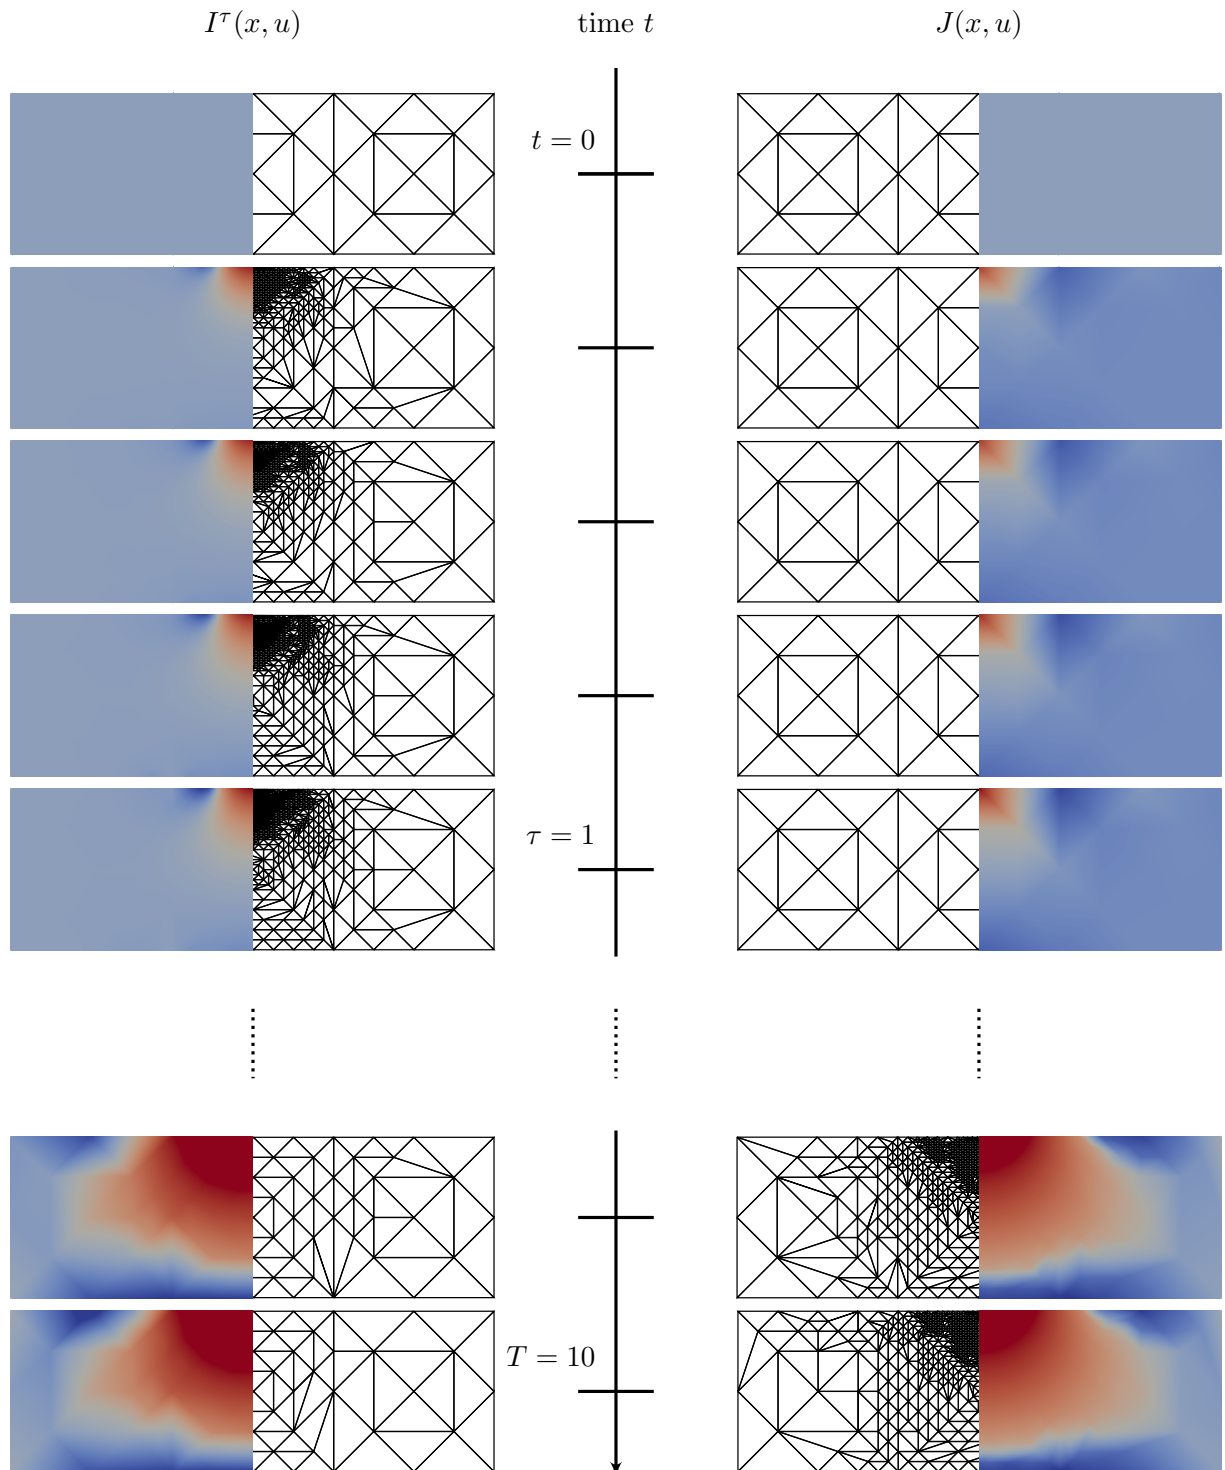 I^τ(x, u) time t J(x, u)
t = 0
τ = 1
T = 10